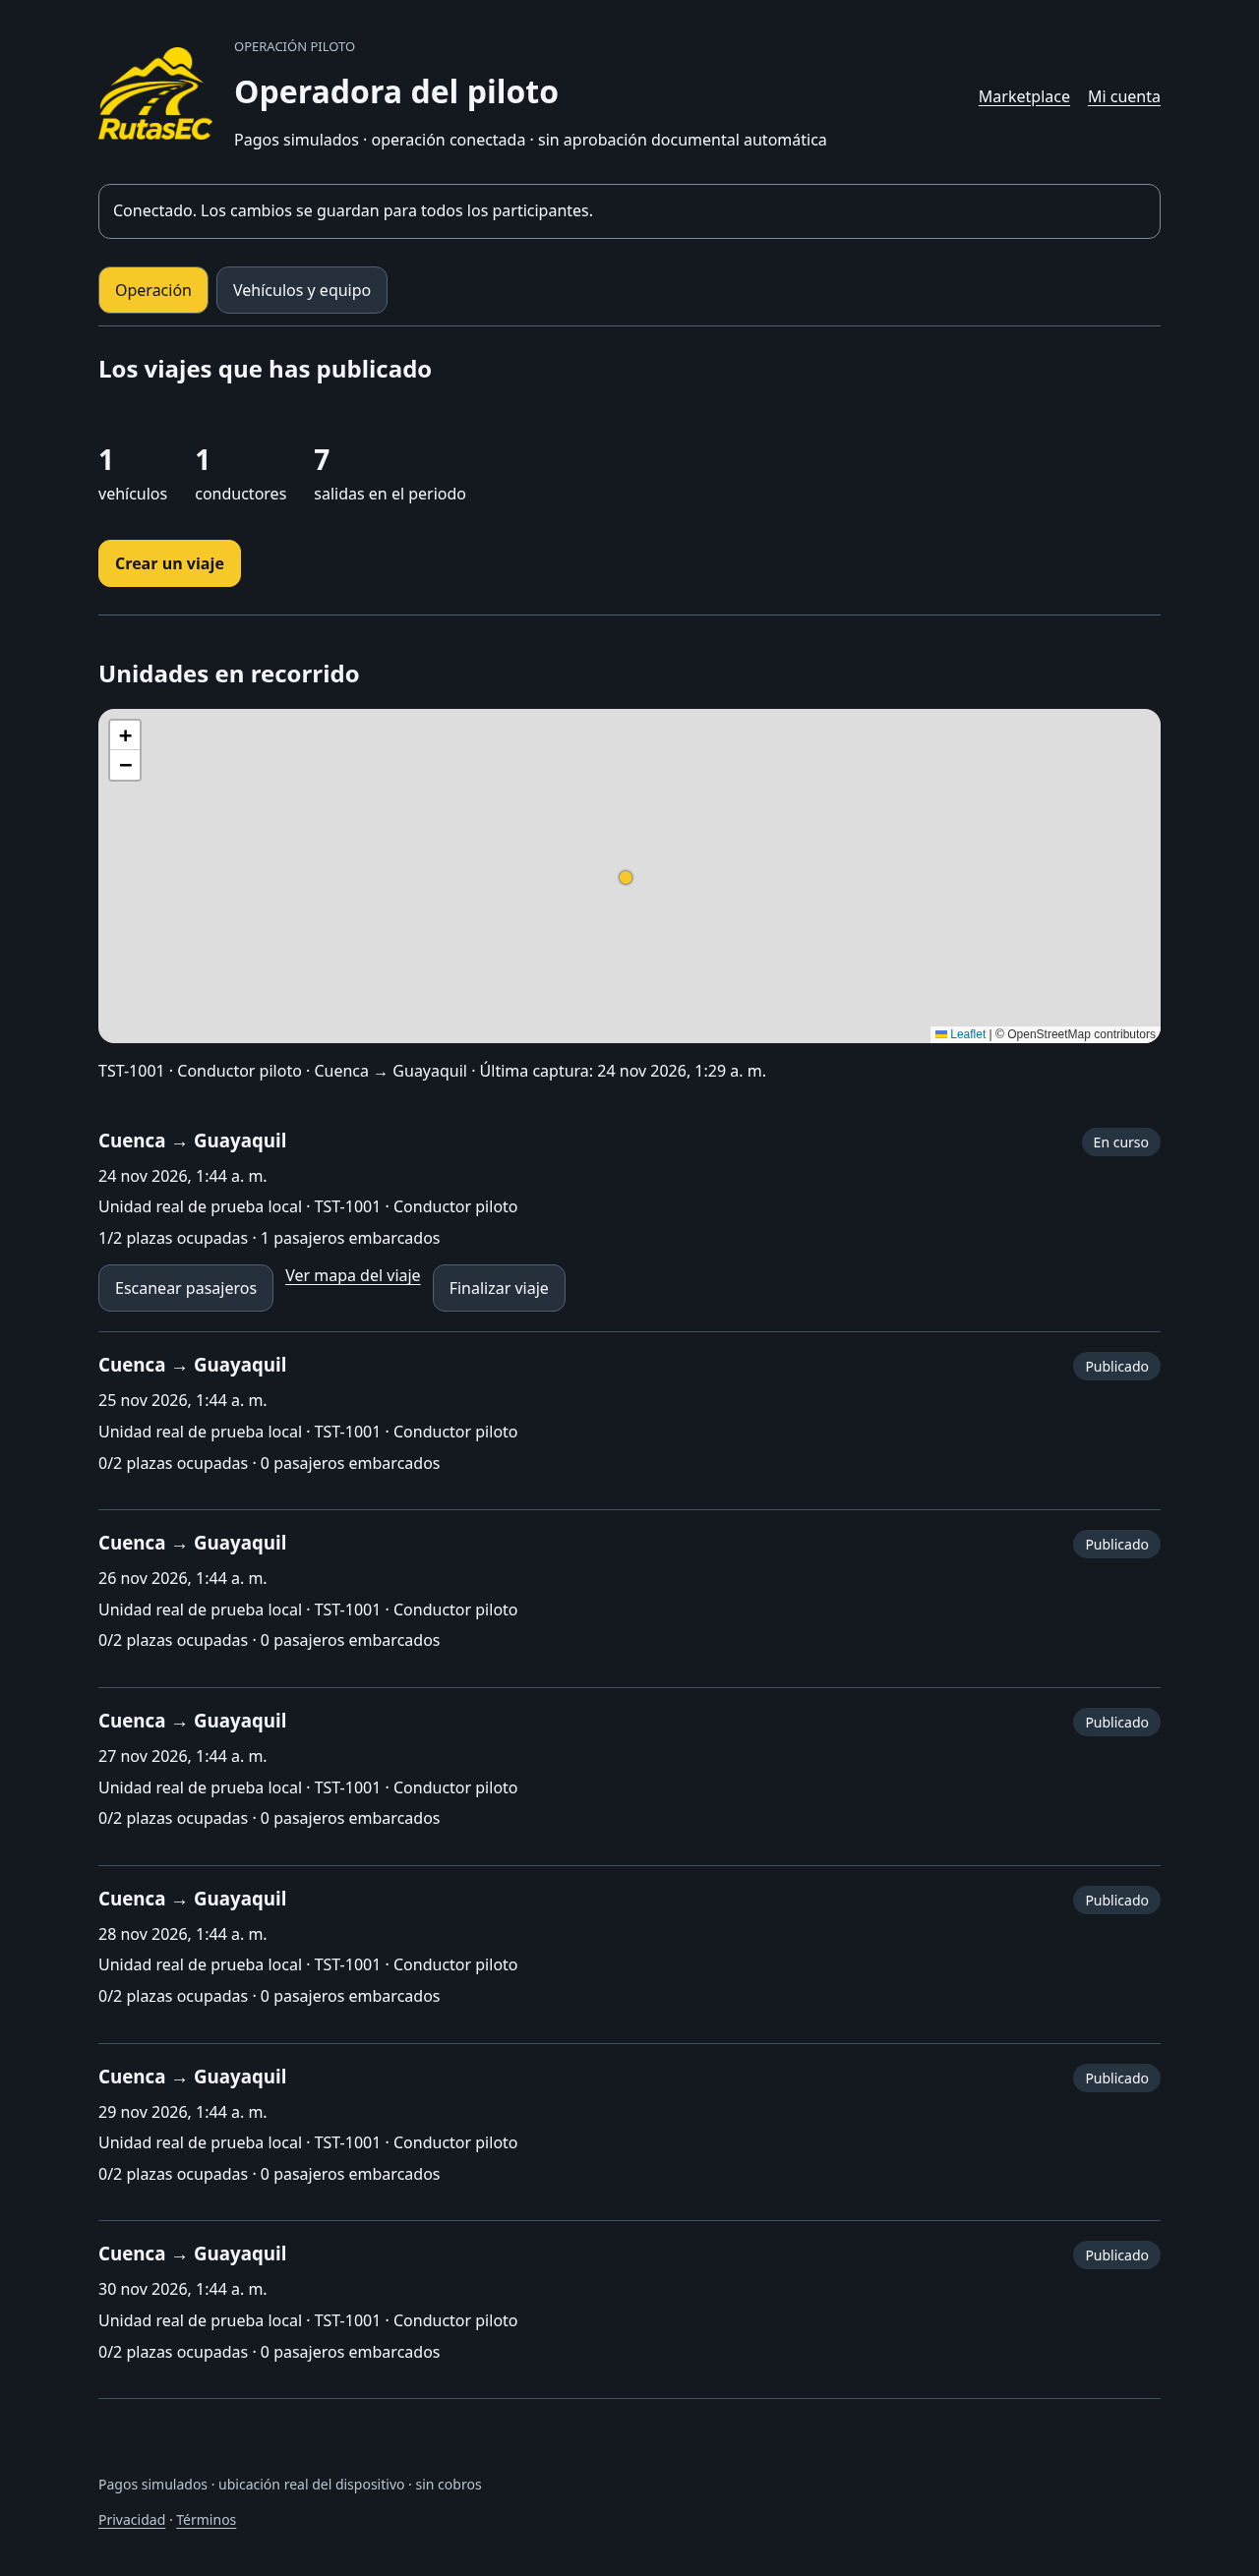 OPERACIÓN PILOTO
RutasEC
Operadora del piloto
Pagos simulados · operación conectada · sin aprobación documental automática
Marketplace
Mi cuenta
Conectado. Los cambios se guardan para todos los participantes.
Operación
Vehículos y equipo
Los viajes que has publicado
1
vehículos
1
conductores
7
salidas en el periodo
Crear un viaje
Unidades en recorrido
+
−
Leaflet | © OpenStreetMap contributors
TST-1001 · Conductor piloto · Cuenca → Guayaquil · Última captura: 24 nov 2026, 1:29 a. m.
Cuenca → Guayaquil
En curso
24 nov 2026, 1:44 a. m.
Unidad real de prueba local · TST-1001 · Conductor piloto
1/2 plazas ocupadas · 1 pasajeros embarcados
Escanear pasajeros
Ver mapa del viaje
Finalizar viaje
Cuenca → Guayaquil
Publicado
25 nov 2026, 1:44 a. m.
Unidad real de prueba local · TST-1001 · Conductor piloto
0/2 plazas ocupadas · 0 pasajeros embarcados
Cuenca → Guayaquil
Publicado
26 nov 2026, 1:44 a. m.
Unidad real de prueba local · TST-1001 · Conductor piloto
0/2 plazas ocupadas · 0 pasajeros embarcados
Cuenca → Guayaquil
Publicado
27 nov 2026, 1:44 a. m.
Unidad real de prueba local · TST-1001 · Conductor piloto
0/2 plazas ocupadas · 0 pasajeros embarcados
Cuenca → Guayaquil
Publicado
28 nov 2026, 1:44 a. m.
Unidad real de prueba local · TST-1001 · Conductor piloto
0/2 plazas ocupadas · 0 pasajeros embarcados
Cuenca → Guayaquil
Publicado
29 nov 2026, 1:44 a. m.
Unidad real de prueba local · TST-1001 · Conductor piloto
0/2 plazas ocupadas · 0 pasajeros embarcados
Cuenca → Guayaquil
Publicado
30 nov 2026, 1:44 a. m.
Unidad real de prueba local · TST-1001 · Conductor piloto
0/2 plazas ocupadas · 0 pasajeros embarcados
Pagos simulados · ubicación real del dispositivo · sin cobros
Privacidad · Términos